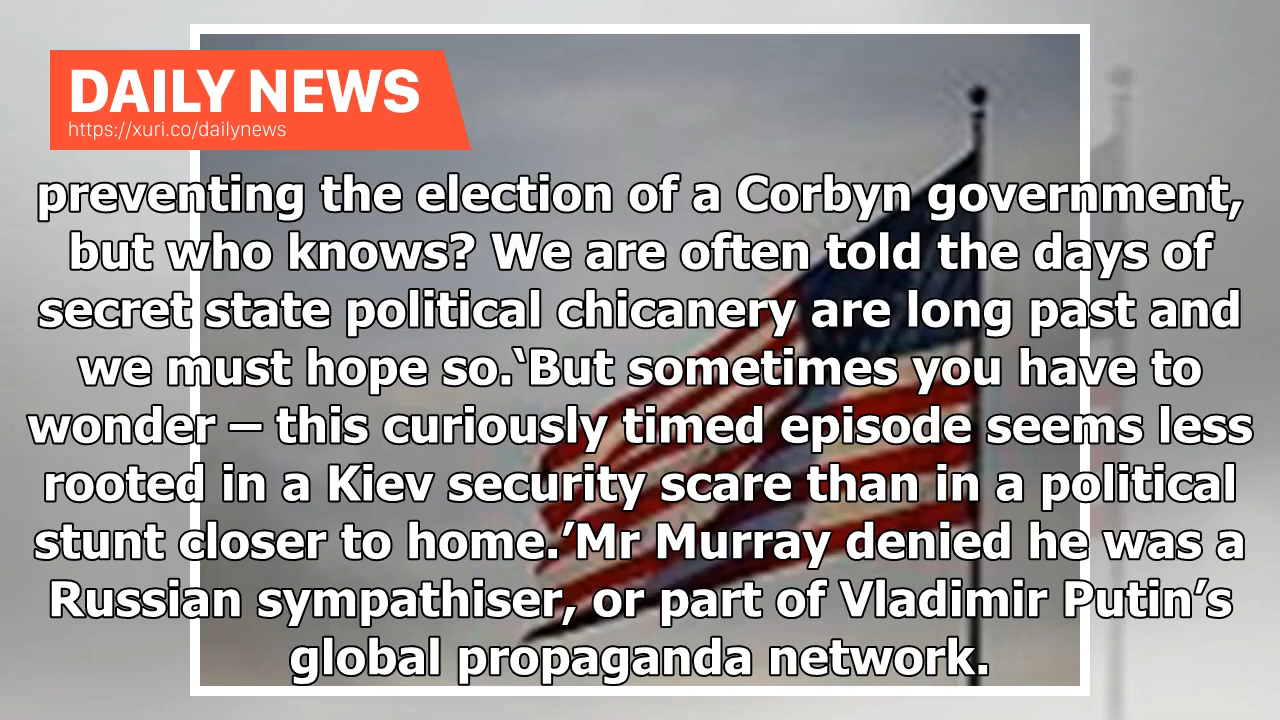 DAILY NEWS
https://xuri.co/dailynews
preventing the election of a Corbyn government,
but who knows? We are often told the days of
secret state political chicanery are long past and
we must hope so.‘But sometimes you have to
wonder – this curiously timed episode seems less
rooted in a Kiev security scare than in a political
stunt closer to home.’Mr Murray denied he was a
Russian sympathiser, or part of Vladimir Putin’s
global propaganda network.